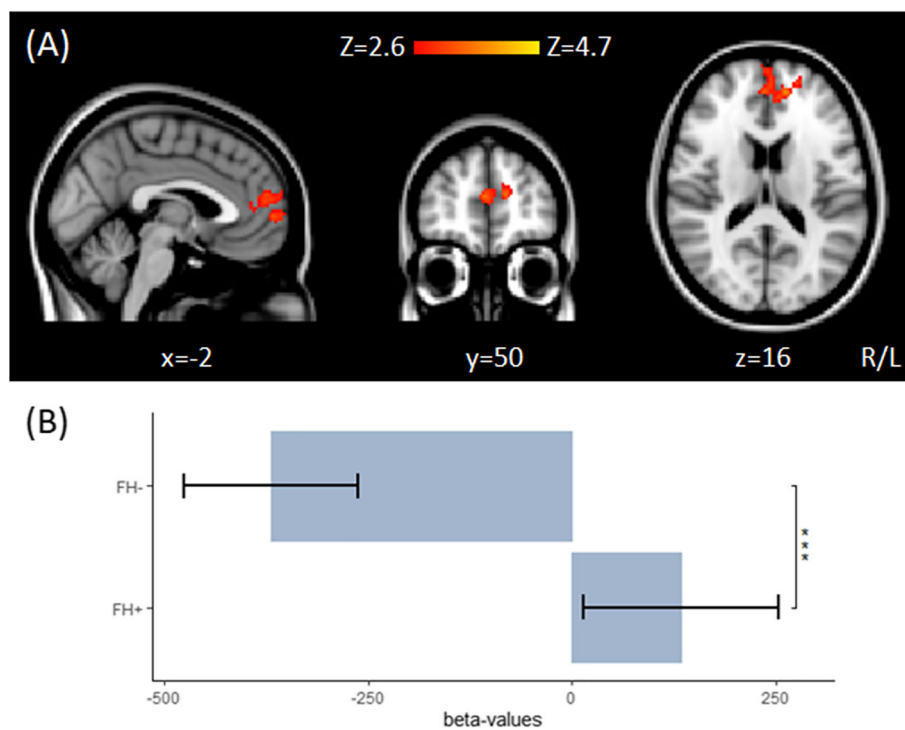 (A)
Z=2.6 Z=4.7
x=-2 y=50 z=16 R/L
(B)
FH-
***
FH+
-500 -250 0 250
beta-values